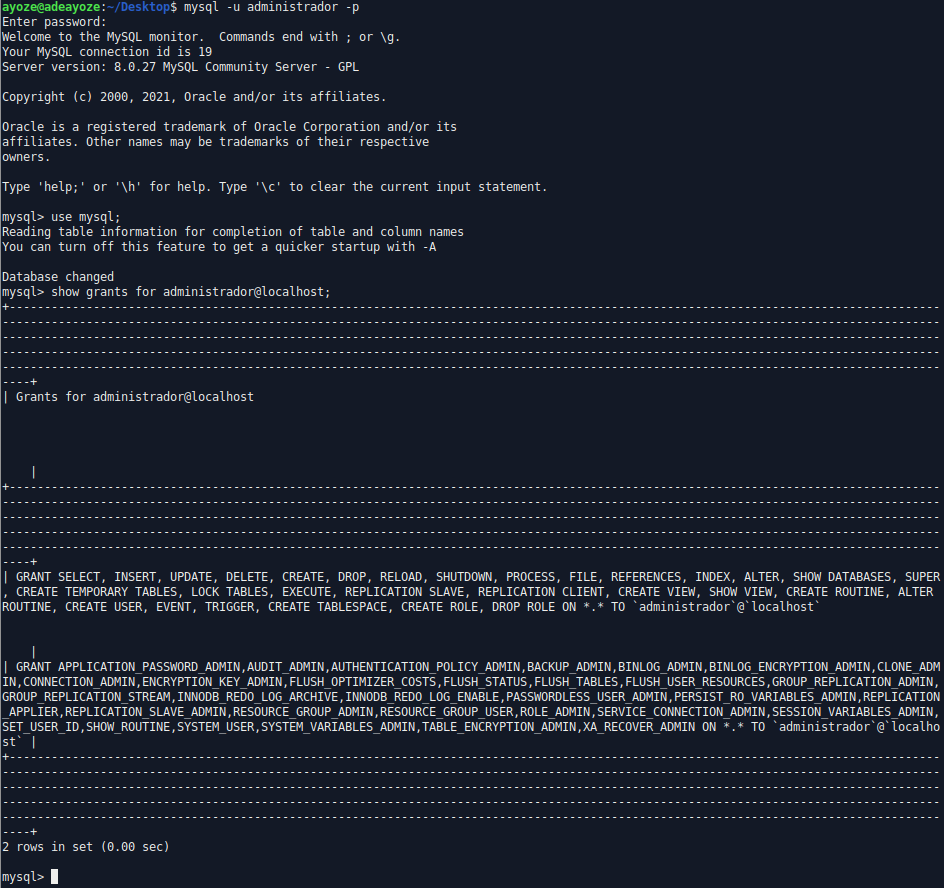 ayoze@adeayoze:~/Desktop$ mysql -u administrador -p
Enter password:
Welcome to the MySQL monitor.  Commands end with ; or \g.
Your MySQL connection id is 19
Server version: 8.0.27 MySQL Community Server - GPL

Copyright (c) 2000, 2021, Oracle and/or its affiliates.

Oracle is a registered trademark of Oracle Corporation and/or its
affiliates. Other names may be trademarks of their respective
owners.

Type 'help;' or '\h' for help. Type '\c' to clear the current input statement.

mysql> use mysql;
Reading table information for completion of table and column names
You can turn off this feature to get a quicker startup with -A

Database changed
mysql> show grants for administrador@localhost;
| Grants for administrador@localhost
|
| GRANT SELECT, INSERT, UPDATE, DELETE, CREATE, DROP, RELOAD, SHUTDOWN, PROCESS, FILE, REFERENCES, INDEX, ALTER, SHOW DATABASES, SUPER
, CREATE TEMPORARY TABLES, LOCK TABLES, EXECUTE, REPLICATION SLAVE, REPLICATION CLIENT, CREATE VIEW, SHOW VIEW, CREATE ROUTINE, ALTER
ROUTINE, CREATE USER, EVENT, TRIGGER, CREATE TABLESPACE, CREATE ROLE, DROP ROLE ON *.* TO `administrador`@`localhost`
|
| GRANT APPLICATION_PASSWORD_ADMIN,AUDIT_ADMIN,AUTHENTICATION_POLICY_ADMIN,BACKUP_ADMIN,BINLOG_ADMIN,BINLOG_ENCRYPTION_ADMIN,CLONE_ADM
IN,CONNECTION_ADMIN,ENCRYPTION_KEY_ADMIN,FLUSH_OPTIMIZER_COSTS,FLUSH_STATUS,FLUSH_TABLES,FLUSH_USER_RESOURCES,GROUP_REPLICATION_ADMIN,
GROUP_REPLICATION_STREAM,INNODB_REDO_LOG_ARCHIVE,INNODB_REDO_LOG_ENABLE,PASSWORDLESS_USER_ADMIN,PERSIST_RO_VARIABLES_ADMIN,REPLICATION
_APPLIER,REPLICATION_SLAVE_ADMIN,RESOURCE_GROUP_ADMIN,RESOURCE_GROUP_USER,ROLE_ADMIN,SERVICE_CONNECTION_ADMIN,SESSION_VARIABLES_ADMIN,
SET_USER_ID,SHOW_ROUTINE,SYSTEM_USER,SYSTEM_VARIABLES_ADMIN,TABLE_ENCRYPTION_ADMIN,XA_RECOVER_ADMIN ON *.* TO `administrador`@`localho
st` |
2 rows in set (0.00 sec)

mysql>